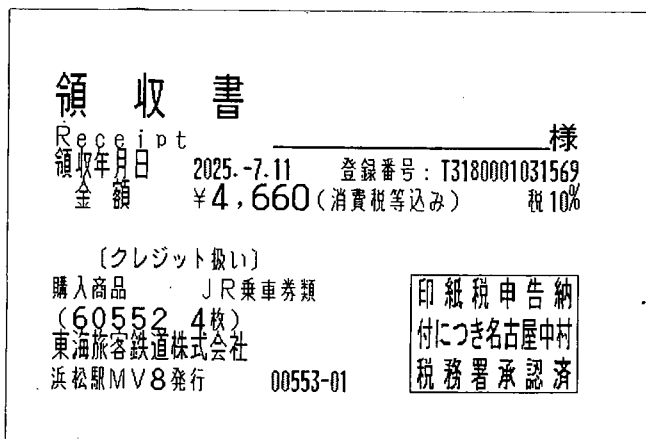 領収書
Receipt 様
領収年月日 2025.-7.11 登録番号:T3180001031569
金額 ¥4,660(消費税等込み) 税10%
〔クレジット扱い〕
購入商品 JR乗車券類
(60552 4枚)
東海旅客鉄道株式会社
浜松駅MV8発行 00553-01
印紙税申告納
付につき名古屋中村
税務署承認済